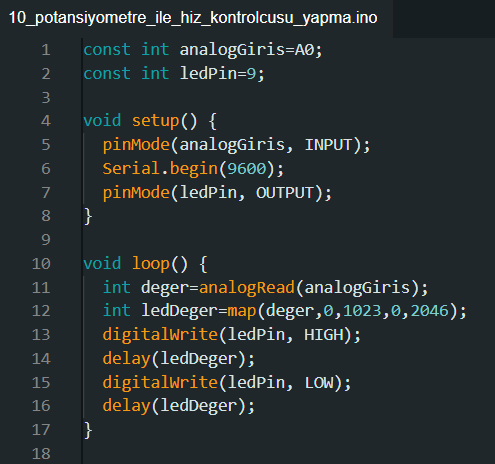 10_potansiyometre_ile_hiz_kontrolcusu_yapma.ino
1 const int analogGiris=A0;
2 const int ledPin=9;
3
4 void setup() {
5   pinMode(analogGiris, INPUT);
6   Serial.begin(9600);
7   pinMode(ledPin, OUTPUT);
8 }
9
10 void loop() {
11   int deger=analogRead(analogGiris);
12   int ledDeger=map(deger,0,1023,0,2046);
13   digitalWrite(ledPin, HIGH);
14   delay(ledDeger);
15   digitalWrite(ledPin, LOW);
16   delay(ledDeger);
17 }
18